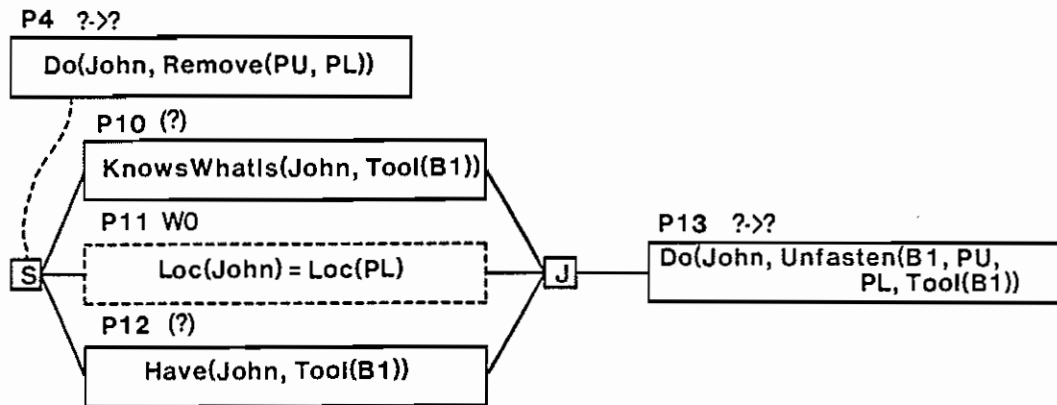 P4 ?->?
Do(John, Remove(PU, PL))
P10 (?)
KnowsWhatIs(John, Tool(B1))
P11 W0
S
Loc(John) = Loc(PL)
J
P13 ?->?
Do(John, Unfasten(B1, PU,
PL, Tool(B1))
P12 (?)
Have(John, Tool(B1))